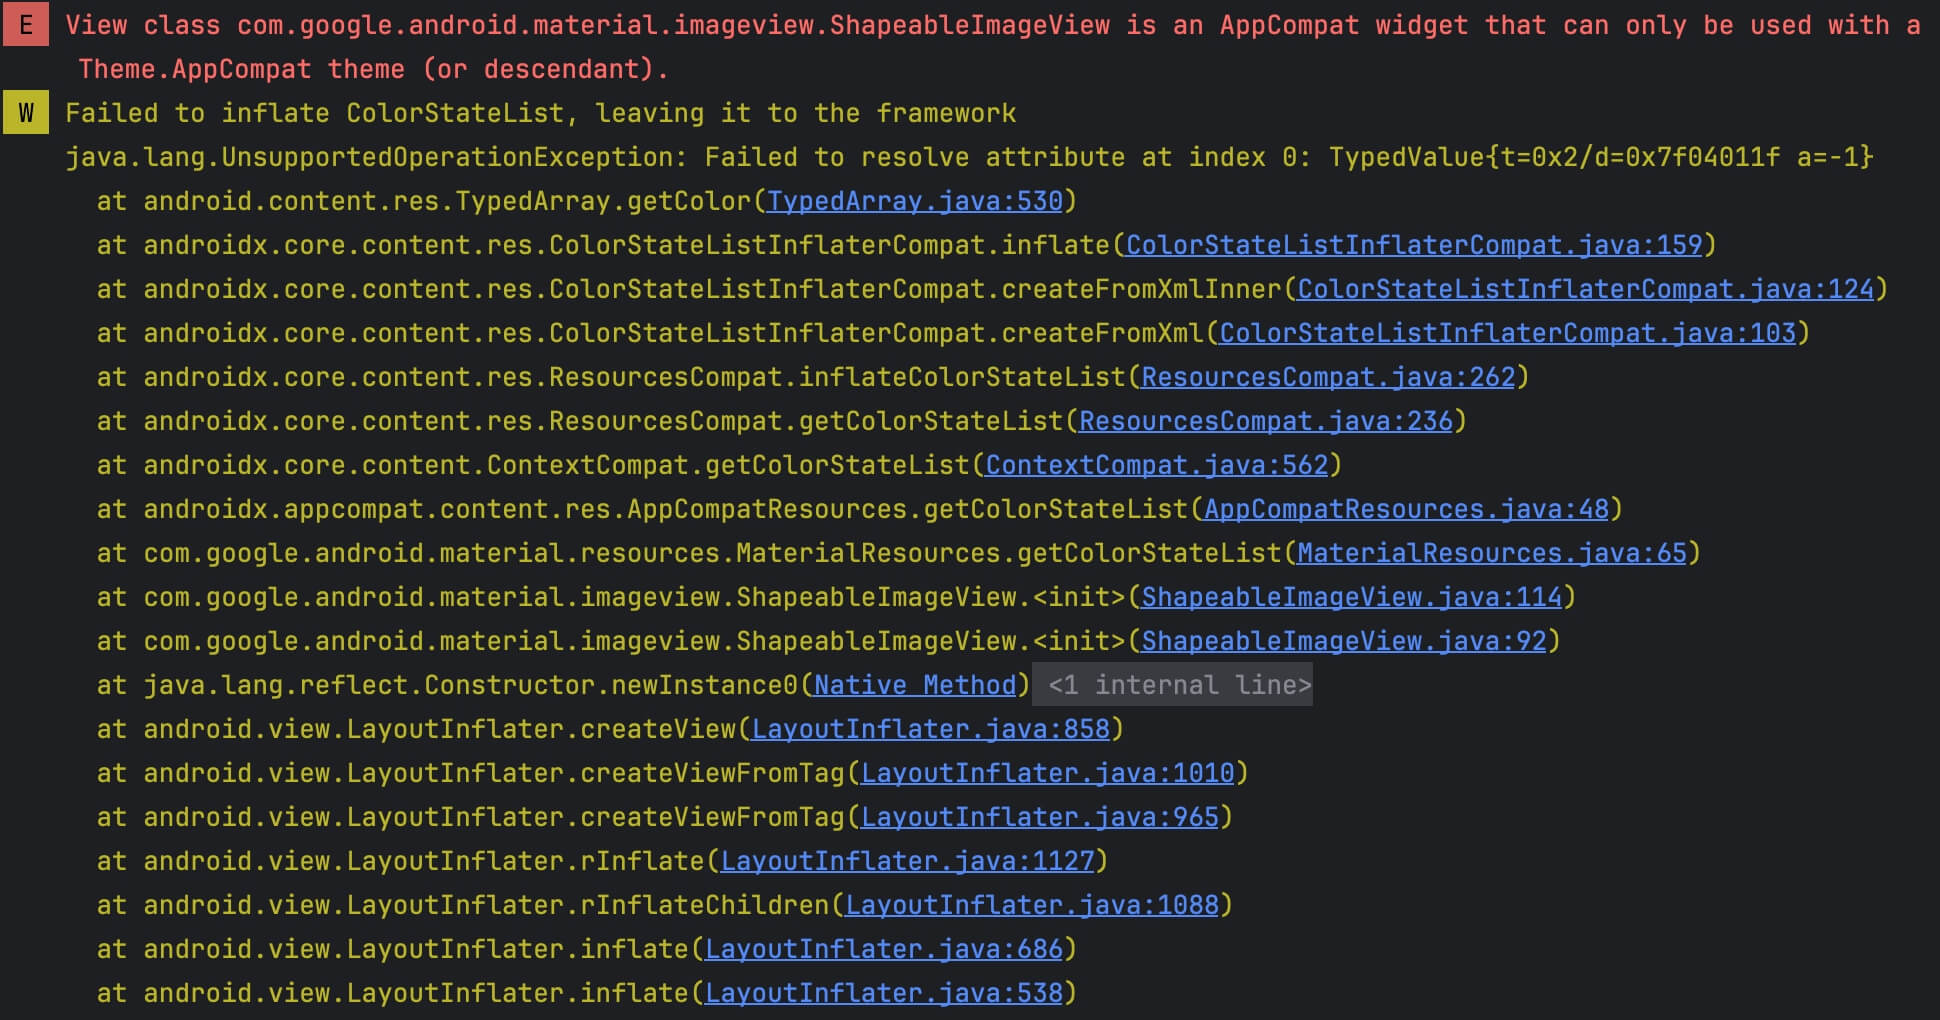 E View class com.google.android.material.imageview.ShapeableImageView is an AppCompat widget that can only be used with a
Theme.AppCompat theme (or descendant).
W Failed to inflate ColorStateList, leaving it to the framework
java.lang.UnsupportedOperationException: Failed to resolve attribute at index 0: TypedValue{t=0x2/d=0x7f04011f a=-1}
at android.content.res.TypedArray.getColor(TypedArray.java:530)
at androidx.core.content.res.ColorStateListInflaterCompat.inflate(ColorStateListInflaterCompat.java:159)
at androidx.core.content.res.ColorStateListInflaterCompat.createFromXmlInner(ColorStateListInflaterCompat.java:124)
at androidx.core.content.res.ColorStateListInflaterCompat.createFromXml(ColorStateListInflaterCompat.java:103)
at androidx.core.content.res.ResourcesCompat.inflateColorStateList(ResourcesCompat.java:262)
at androidx.core.content.res.ResourcesCompat.getColorStateList(ResourcesCompat.java:236)
at androidx.core.content.ContextCompat.getColorStateList(ContextCompat.java:562)
at androidx.appcompat.content.res.AppCompatResources.getColorStateList(AppCompatResources.java:48)
at com.google.android.material.resources.MaterialResources.getColorStateList(MaterialResources.java:65)
at com.google.android.material.imageview.ShapeableImageView.<init>(ShapeableImageView.java:114)
at com.google.android.material.imageview.ShapeableImageView.<init>(ShapeableImageView.java:92)
at java.lang.reflect.Constructor.newInstance0(Native Method) <1 internal line>
at android.view.LayoutInflater.createView(LayoutInflater.java:858)
at android.view.LayoutInflater.createViewFromTag(LayoutInflater.java:1010)
at android.view.LayoutInflater.createViewFromTag(LayoutInflater.java:965)
at android.view.LayoutInflater.rInflate(LayoutInflater.java:1127)
at android.view.LayoutInflater.rInflateChildren(LayoutInflater.java:1088)
at android.view.LayoutInflater.inflate(LayoutInflater.java:686)
at android.view.LayoutInflater.inflate(LayoutInflater.java:538)